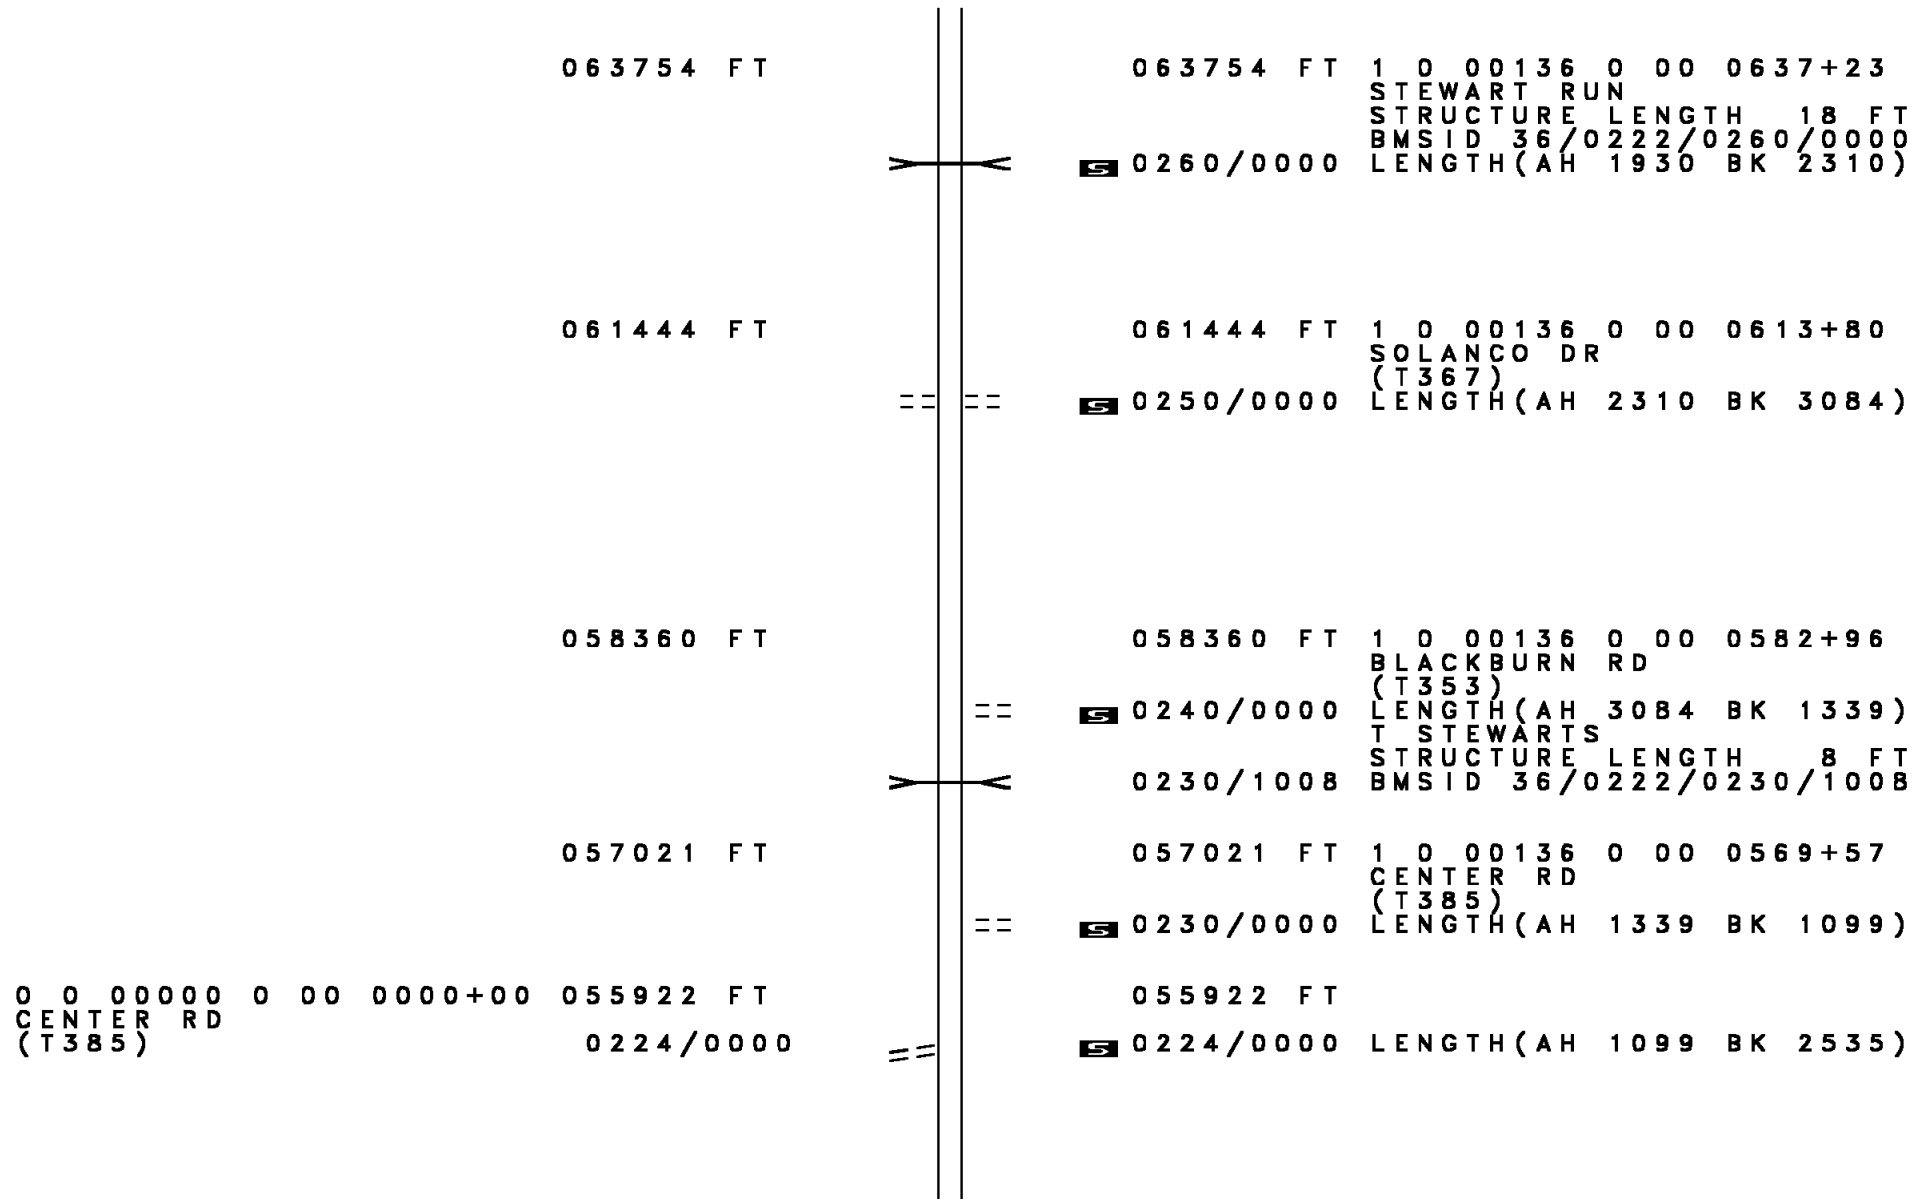 063754 FT 063754 FT 1 0 00136 0 00 0637+23
STEWART RUN
STRUCTURE LENGTH 18 FT
BMSID 36/0222/0260/0000
S 0260/0000 LENGTH(AH 1930 BK 2310)
061444 FT 061444 FT 1 0 00136 0 00 0613+80
SOLANCO DR
(T367)
S 0250/0000 LENGTH(AH 2310 BK 3084)
058360 FT 058360 FT 1 0 00136 0 00 0582+96
BLACKBURN RD
(T353)
S 0240/0000 LENGTH(AH 3084 BK 1339)
T STEWARTS
STRUCTURE LENGTH 8 FT
0230/1008 BMSID 36/0222/0230/1008
057021 FT 057021 FT 1 0 00136 0 00 0569+57
CENTER RD
(T385)
S 0230/0000 LENGTH(AH 1339 BK 1099)
0 0 00000 0 00 0000+00 055922 FT 055922 FT
CENTER RD
(T385) 0224/0000 S 0224/0000 LENGTH(AH 1099 BK 2535)